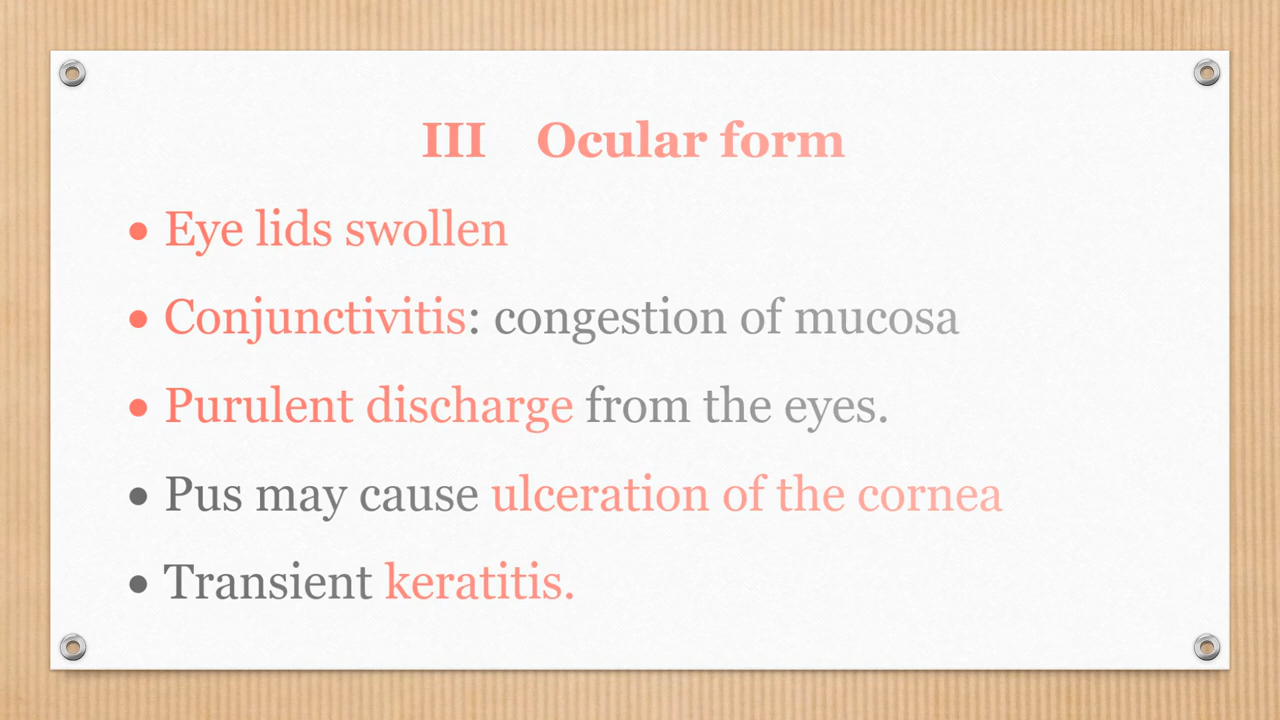 III Ocular form
• Eye lids swollen
• Conjunctivitis: congestion of mucosa
• Purulent discharge from the eyes.
• Pus may cause ulceration of the cornea
• Transient keratitis.